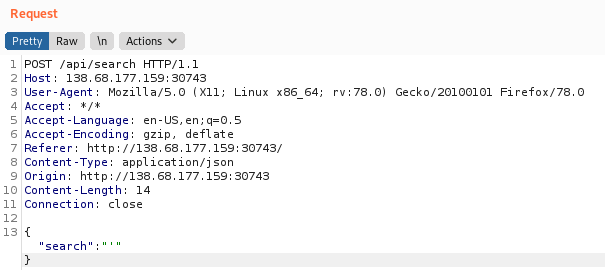 Request
Pretty Raw \n Actions
1 POST /api/search HTTP/1.1
2 Host: 138.68.177.159:30743
3 User-Agent: Mozilla/5.0 (X11; Linux x86_64; rv:78.0) Gecko/20100101 Firefox/78.0
4 Accept: */*
5 Accept-Language: en-US,en;q=0.5
6 Accept-Encoding: gzip, deflate
7 Referer: http://138.68.177.159:30743/
8 Content-Type: application/json
9 Origin: http://138.68.177.159:30743
10 Content-Length: 14
11 Connection: close
12
13 {
"search":"'"
}